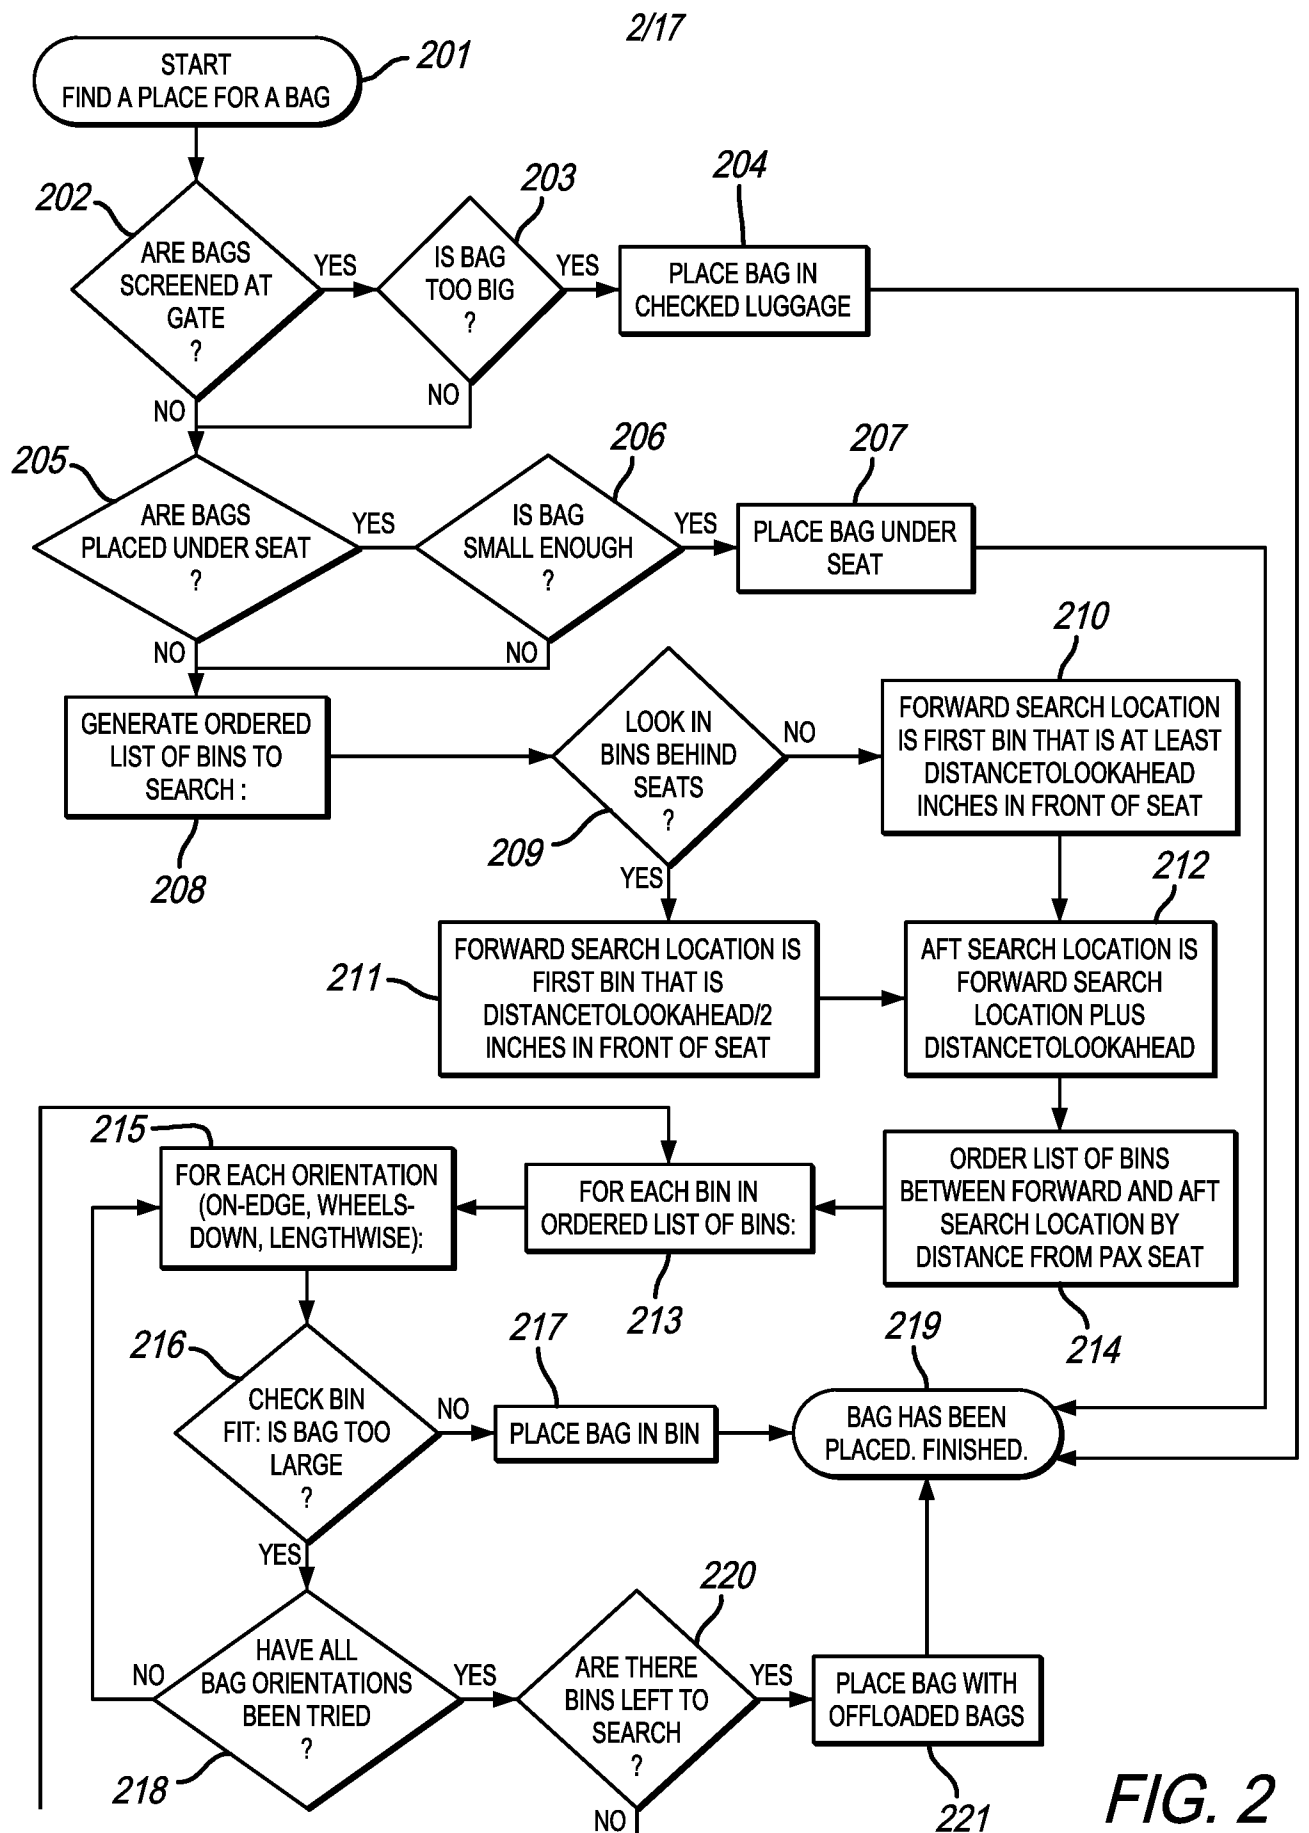 2/17
START
FIND A PLACE FOR A BAG
201
202
ARE BAGS
SCREENED AT
GATE
?
YES
NO
203
IS BAG
TOO BIG
?
YES
NO
204
PLACE BAG IN
CHECKED LUGGAGE
205
ARE BAGS
PLACED UNDER SEAT
?
YES
NO
206
IS BAG
SMALL ENOUGH
?
YES
NO
207
PLACE BAG UNDER
SEAT
GENERATE ORDERED
LIST OF BINS TO
SEARCH :
208
LOOK IN
BINS BEHIND
SEATS
?
209
NO
YES
210
FORWARD SEARCH LOCATION
IS FIRST BIN THAT IS AT LEAST
DISTANCETOLOOKAHEAD
INCHES IN FRONT OF SEAT
211
FORWARD SEARCH LOCATION IS
FIRST BIN THAT IS
DISTANCETOLOOKAHEAD/2
INCHES IN FRONT OF SEAT
212
AFT SEARCH LOCATION IS
FORWARD SEARCH
LOCATION PLUS
DISTANCETOLOOKAHEAD
215
FOR EACH ORIENTATION
(ON-EDGE, WHEELS-
DOWN, LENGTHWISE):
FOR EACH BIN IN
ORDERED LIST OF BINS:
213
ORDER LIST OF BINS
BETWEEN FORWARD AND AFT
SEARCH LOCATION BY
DISTANCE FROM PAX SEAT
214
216
CHECK BIN
FIT: IS BAG TOO
LARGE
?
NO
YES
217
PLACE BAG IN BIN
219
BAG HAS BEEN
PLACED. FINISHED.
HAVE ALL
BAG ORIENTATIONS
BEEN TRIED
?
NO
YES
218
220
ARE THERE
BINS LEFT TO
SEARCH
?
YES
NO
PLACE BAG WITH
OFFLOADED BAGS
221
FIG. 2